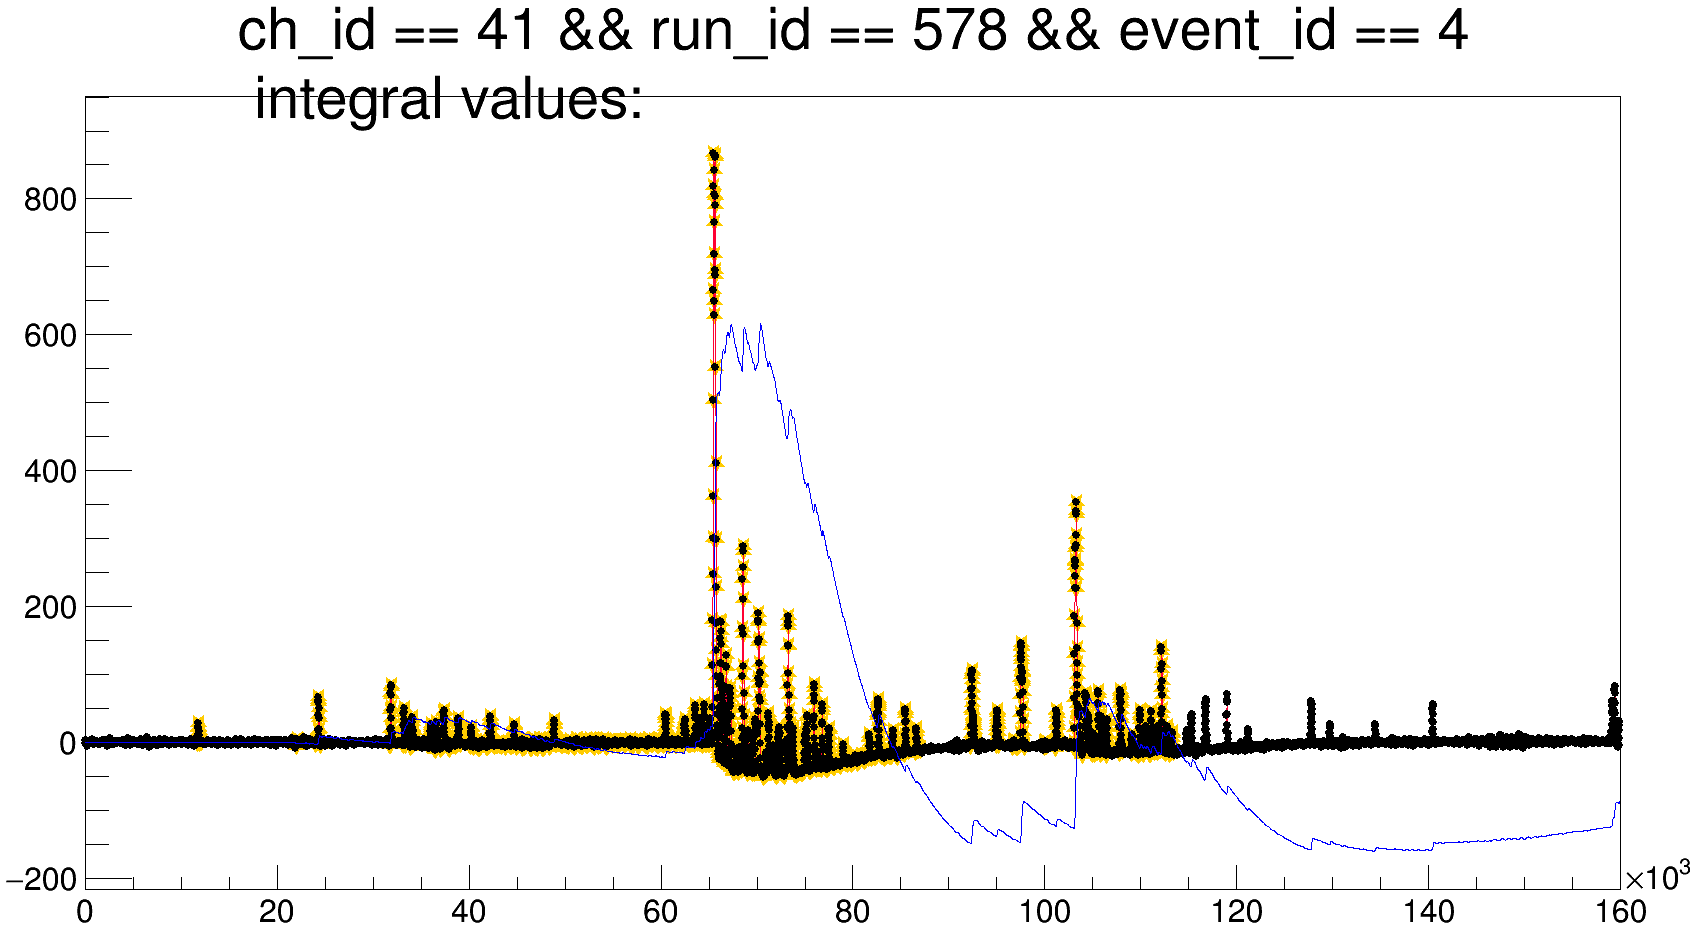 ch_id == 41 && run_id == 578 && event_id == 4
integral values:
800
600
400
200
0
−200
0 20 40 60 80 100 120 140 160
×10³